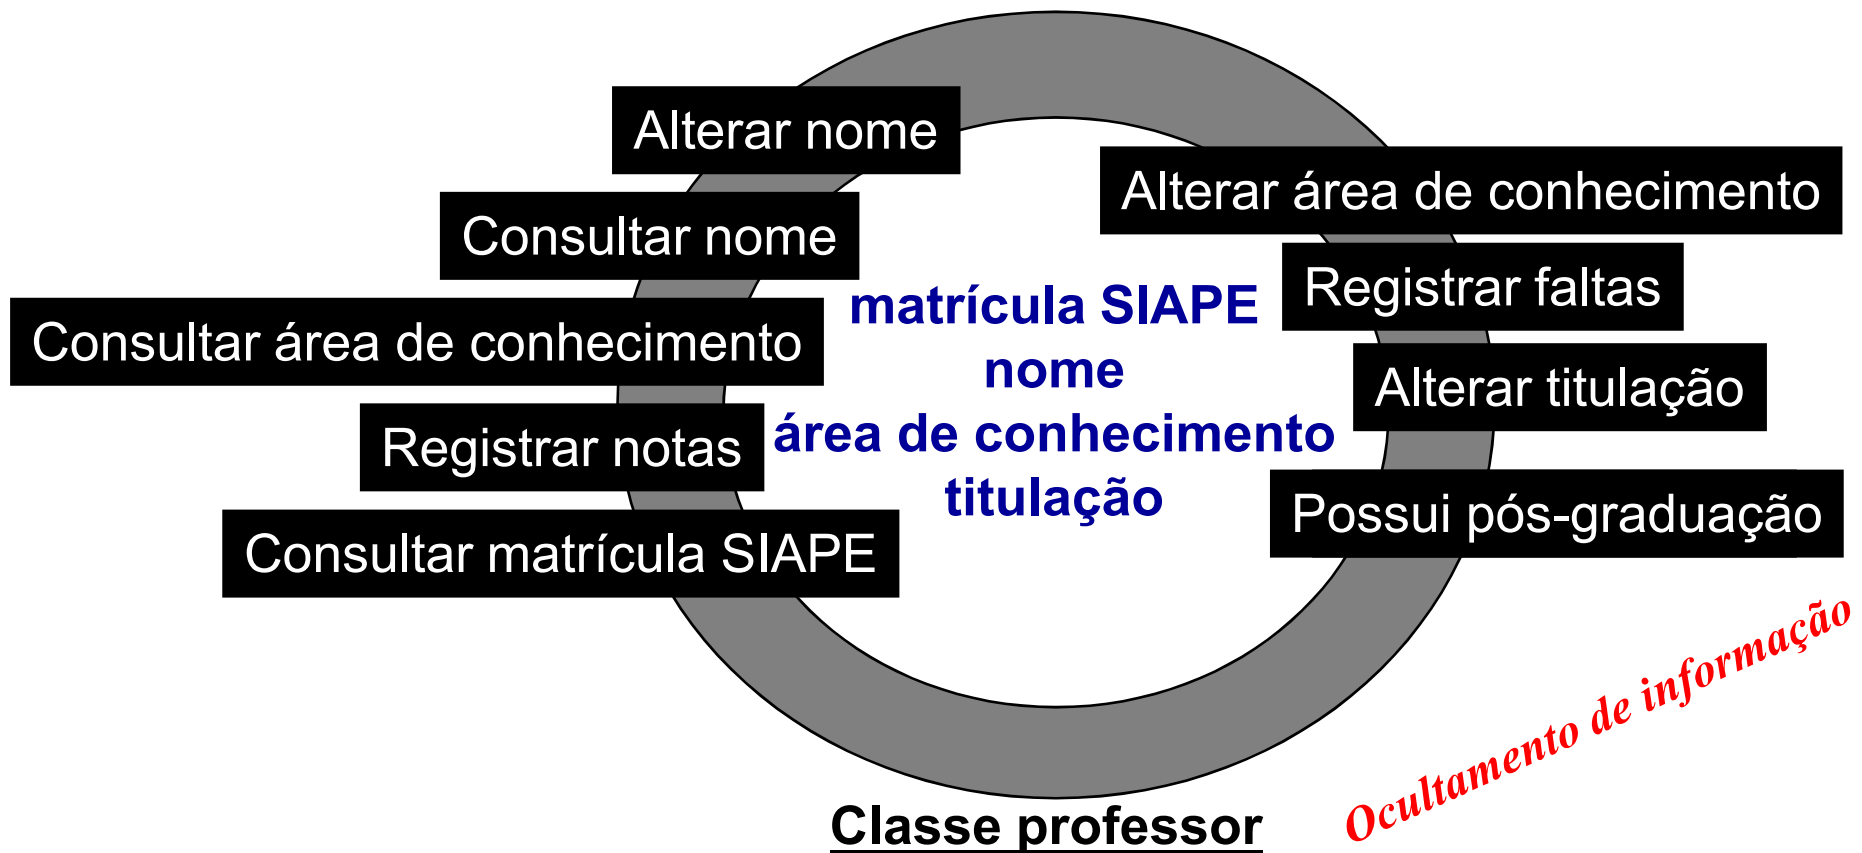 Alterar nome
Consultar nome
Consultar área de conhecimento
Registrar notas
Consultar matrícula SIAPE
matrícula SIAPE
nome
área de conhecimento
titulação
Alterar área de conhecimento
Registrar faltas
Alterar titulação
Possui pós-graduação
Ocultamento de informação
Classe professor